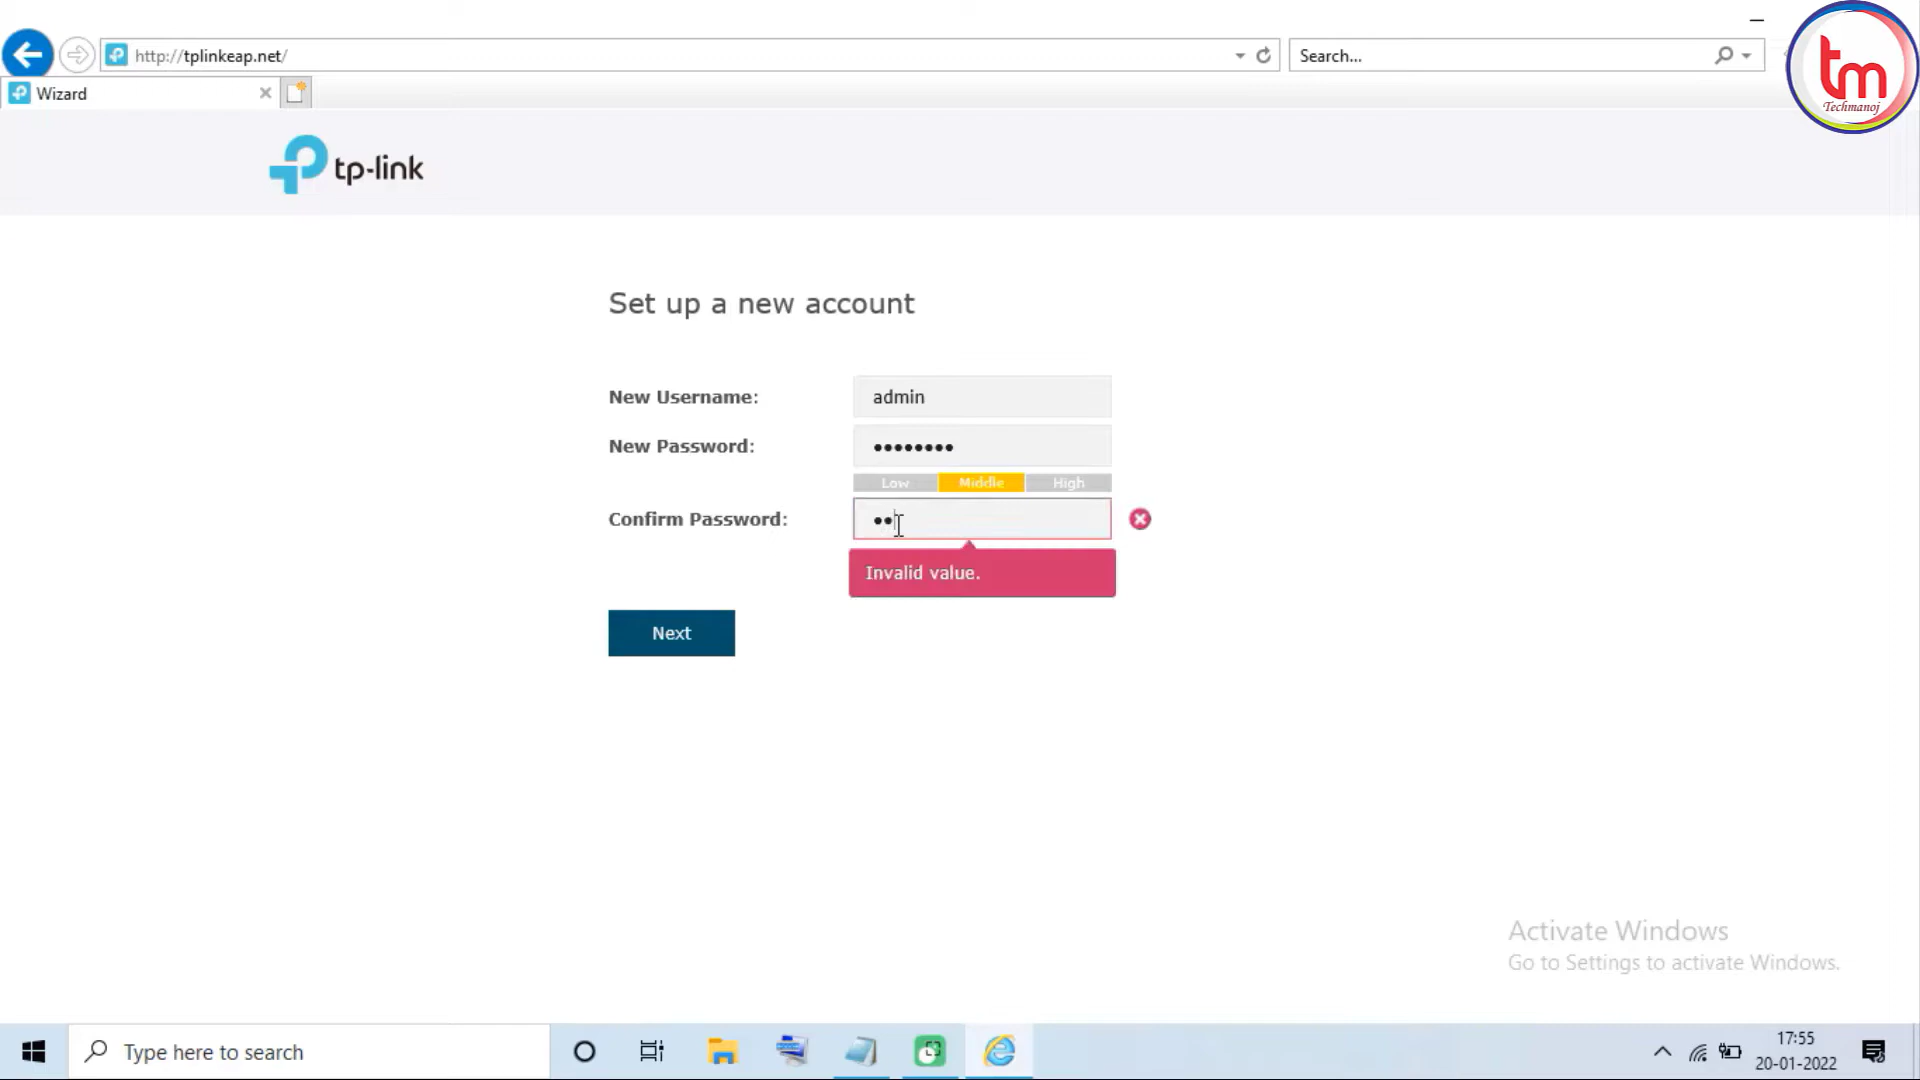 http://tplinkeap.net/
Search...
tm
Techmanoj
Wizard
tp-link
Set up a new account
New Username:
admin
New Password:
••••••••
Low Middle High
Confirm Password:
••
Invalid value.
Next
Activate Windows
Go to Settings to activate Windows.
Type here to search
17:55
20-01-2022